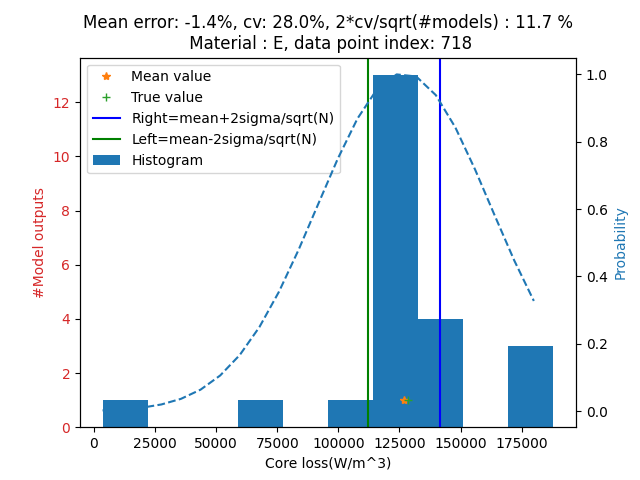 Mean error: -1.4%, cv: 28.0%, 2*cv/sqrt(#models) : 11.7 %
Material : E, data point index: 718
Mean value
True value
Right=mean+2sigma/sqrt(N)
Left=mean-2sigma/sqrt(N)
Histogram
#Model outputs
0
2
4
6
8
10
12
Probability
0.0
0.2
0.4
0.6
0.8
1.0
0 25000 50000 75000 100000 125000 150000 175000
Core loss(W/m^3)